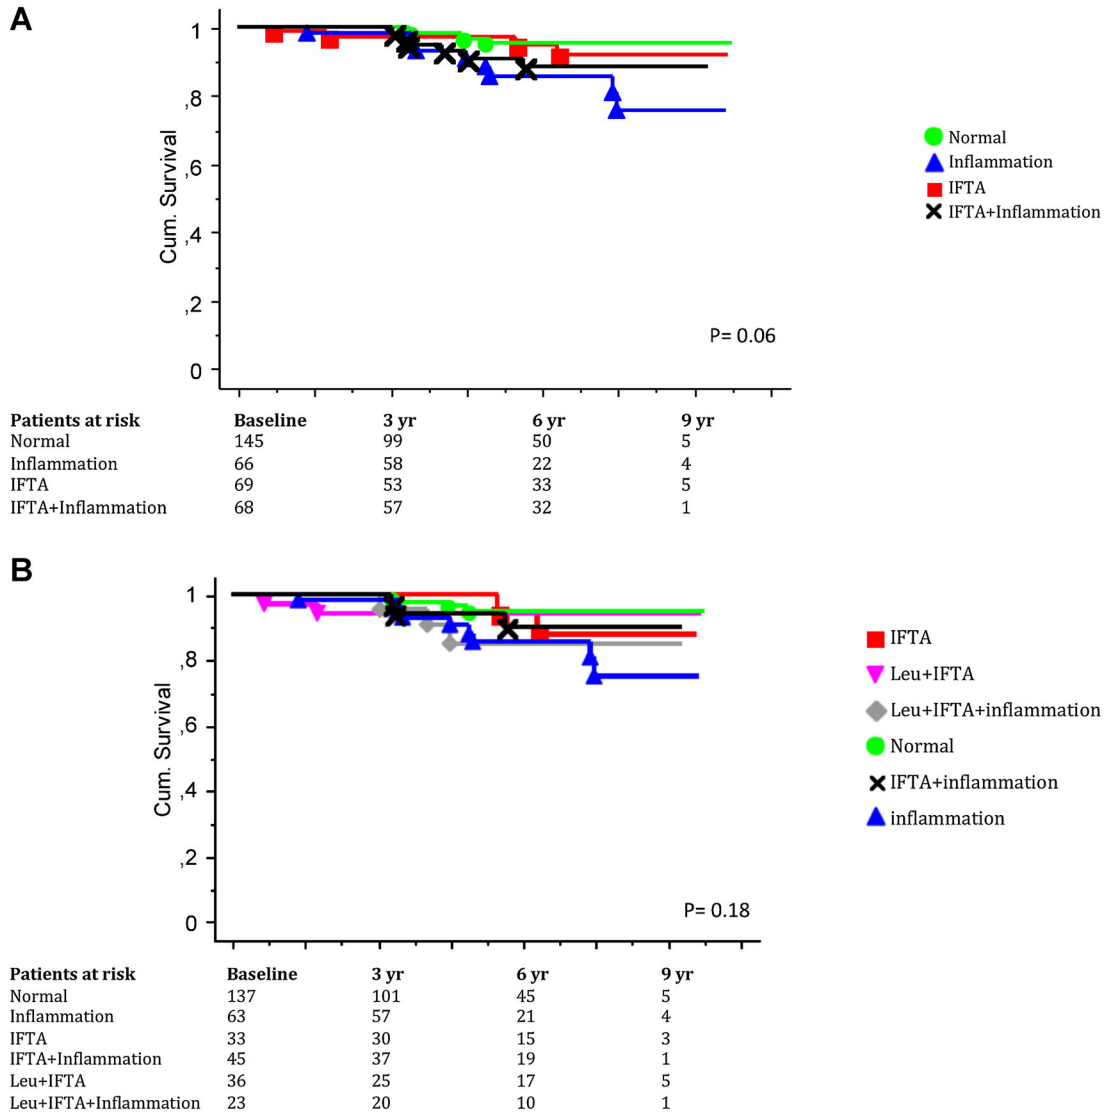 A
1
,8
,6
,4
,2
0
Cum. Survival
Normal
Inflammation
IFTA
IFTA+Inflammation
P= 0.06
Patients at risk Baseline 3 yr 6 yr 9 yr
Normal 145 99 50 5
Inflammation 66 58 22 4
IFTA 69 53 33 5
IFTA+Inflammation 68 57 32 1
B
1
,8
,6
,4
,2
0
Cum. Survival
IFTA
Leu+IFTA
Leu+IFTA+inflammation
Normal
IFTA+inflammation
inflammation
P= 0.18
Patients at risk Baseline 3 yr 6 yr 9 yr
Normal 137 101 45 5
Inflammation 63 57 21 4
IFTA 33 30 15 3
IFTA+Inflammation 45 37 19 1
Leu+IFTA 36 25 17 5
Leu+IFTA+Inflammation 23 20 10 1